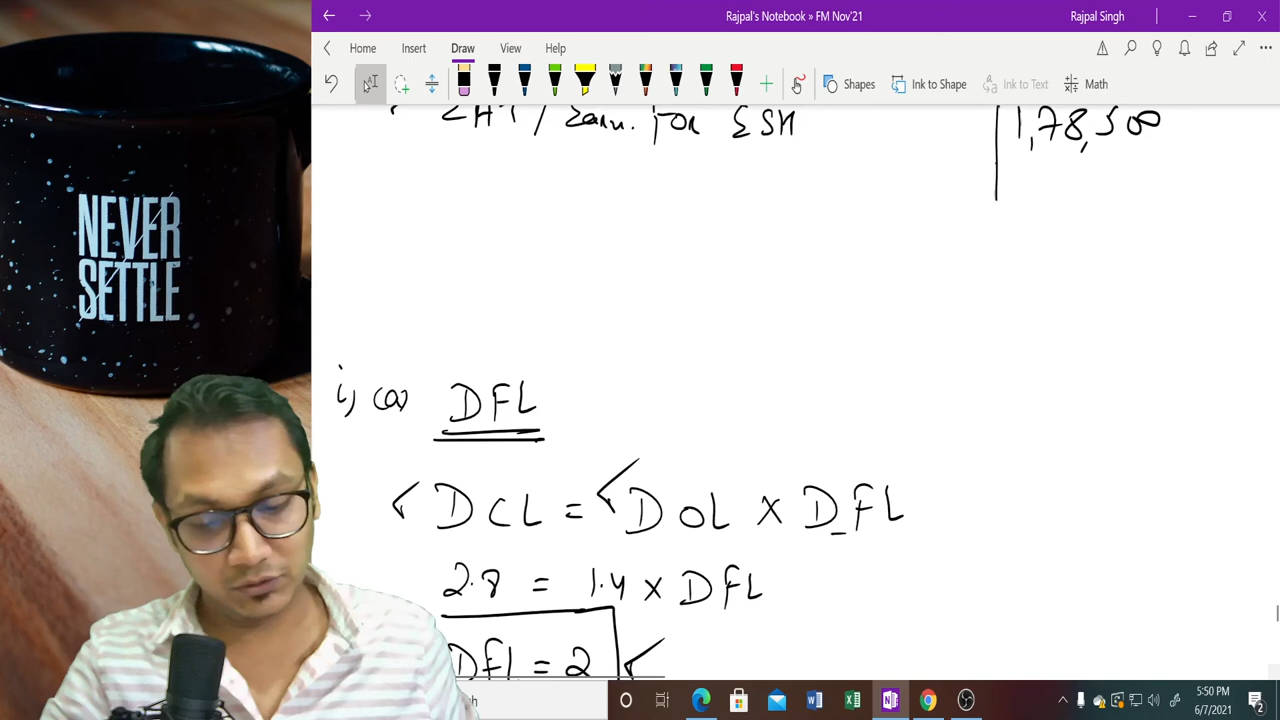 Rajpal's Notebook » FM Nov'21
Rajpal Singh
Home Insert Draw View Help
Shapes Ink to Shape Ink to Text Math
/ Earn. for ESH 1,78,500
NEVER
SETTLE
i) (a) DFL
DCL = DOL × DFL
2.8 = 1.4 × DFL
DFL = 2
5:50 PM
6/7/2021
2